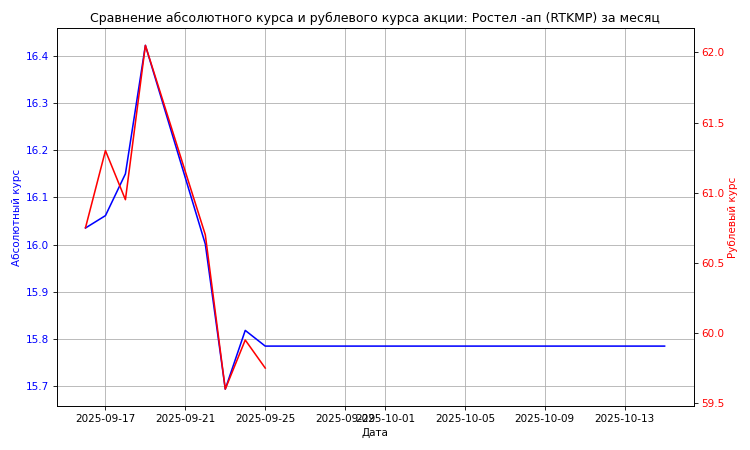 Сравнение абсолютного курса и рублевого курса акции: Ростел -ап (RTKMP) за месяц
16.4
16.3
16.2
16.1
16.0
15.9
15.8
15.7
Абсолютный курс
62.0
61.5
61.0
60.5
60.0
59.5
Рублевый курс
2025-09-17 2025-09-21 2025-09-25 2025-09-29 2025-10-01 2025-10-05 2025-10-09 2025-10-13
Дата